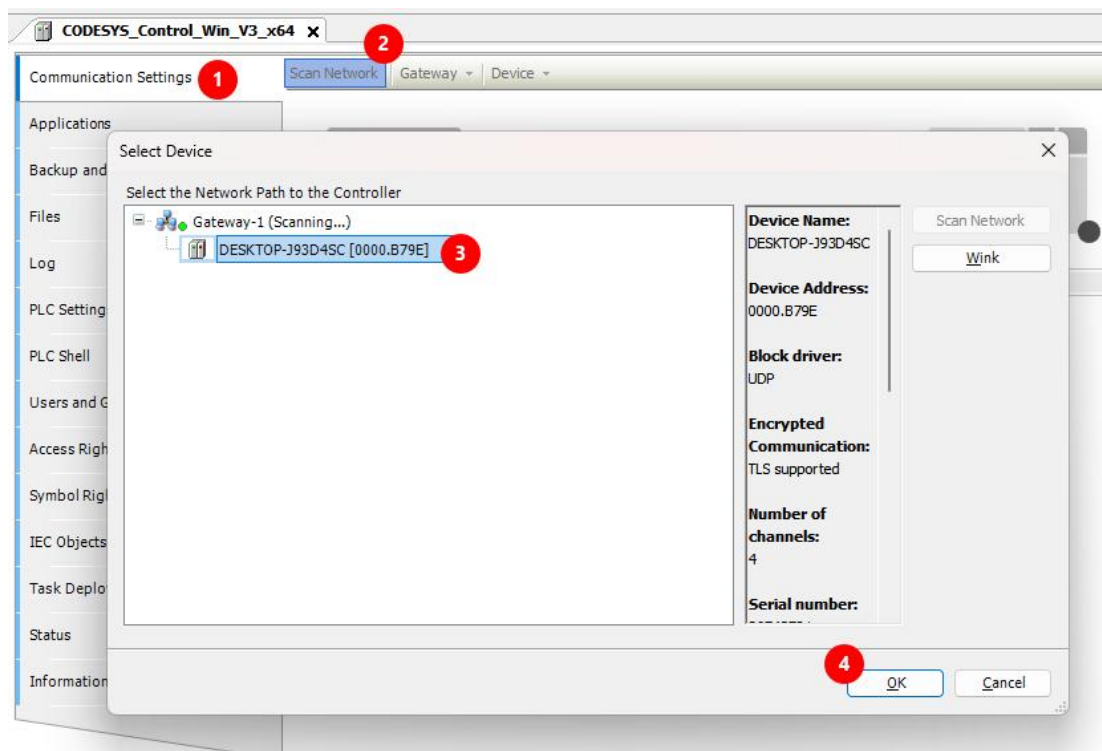 CODESYS_Control_Win_V3_x64 X
2
Communication Settings 1
Scan Network Gateway Device
Applications
Backup and
Files
Log
PLC Setting
PLC Shell
Users and G
Access Righ
Symbol Rig
IEC Objects
Task Deplo
Status
Information
Select Device
Select the Network Path to the Controller
Gateway-1 (Scanning...)
DESKTOP-J93D4SC [0000.B79E] 3
Device Name:
DESKTOP-J93D4SC
Device Address:
0000.B79E
Block driver:
UDP
Encrypted
Communication:
TLS supported
Number of
channels:
4
Serial number:
Scan Network
Wink
4
OK Cancel